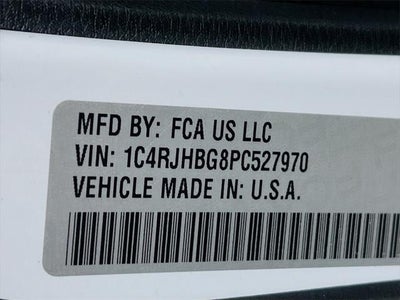 MFD BY: FCA US LLC
VIN: 1C4RJHBG8PC527970
VEHICLE MADE IN: U.S.A.